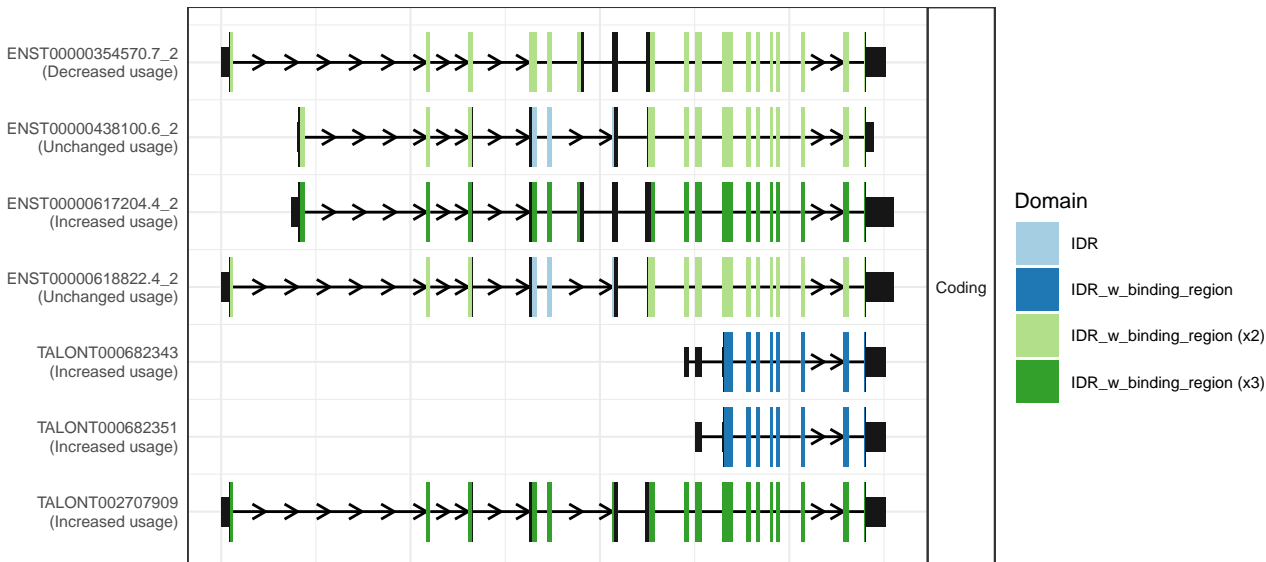 ENST00000354570.7_2
(Decreased usage)
ENST00000438100.6_2
(Unchanged usage)
ENST00000617204.4_2
(Increased usage)
ENST00000618822.4_2
(Unchanged usage)
TALONT000682343
(Increased usage)
TALONT000682351
(Increased usage)
TALONT002707909
(Increased usage)
Coding
Domain
IDR
IDR_w_binding_region
IDR_w_binding_region (x2)
IDR_w_binding_region (x3)